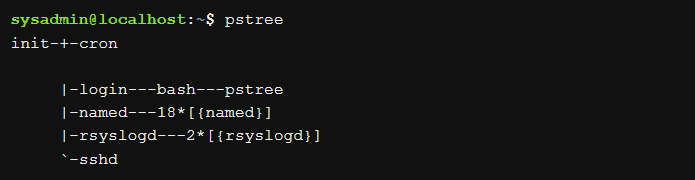 sysadmin@localhost:~$ pstree
init-+-cron
     |-login---bash---pstree
     |-named---18*[{named}]
     |-rsyslogd---2*[{rsyslogd}]
     `-sshd